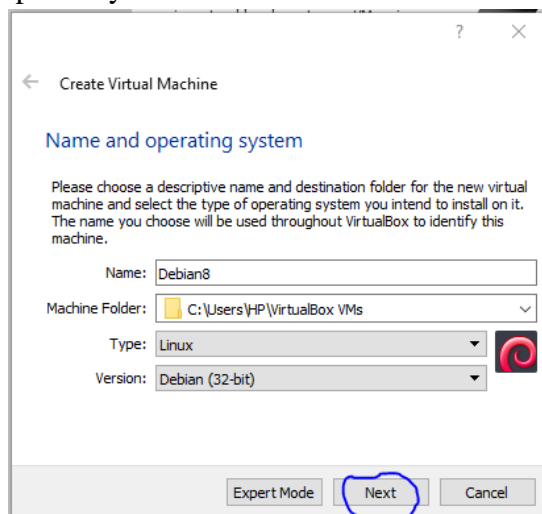 ?
Create Virtual Machine
Name and operating system
Please choose a descriptive name and destination folder for the new virtual
machine and select the type of operating system you intend to install on it.
The name you choose will be used throughout VirtualBox to identify this
machine.
Name: Debian8
Machine Folder: C:\Users\HP\VirtualBox VMs
Type: Linux
Version: Debian (32-bit)
Expert Mode Next Cancel